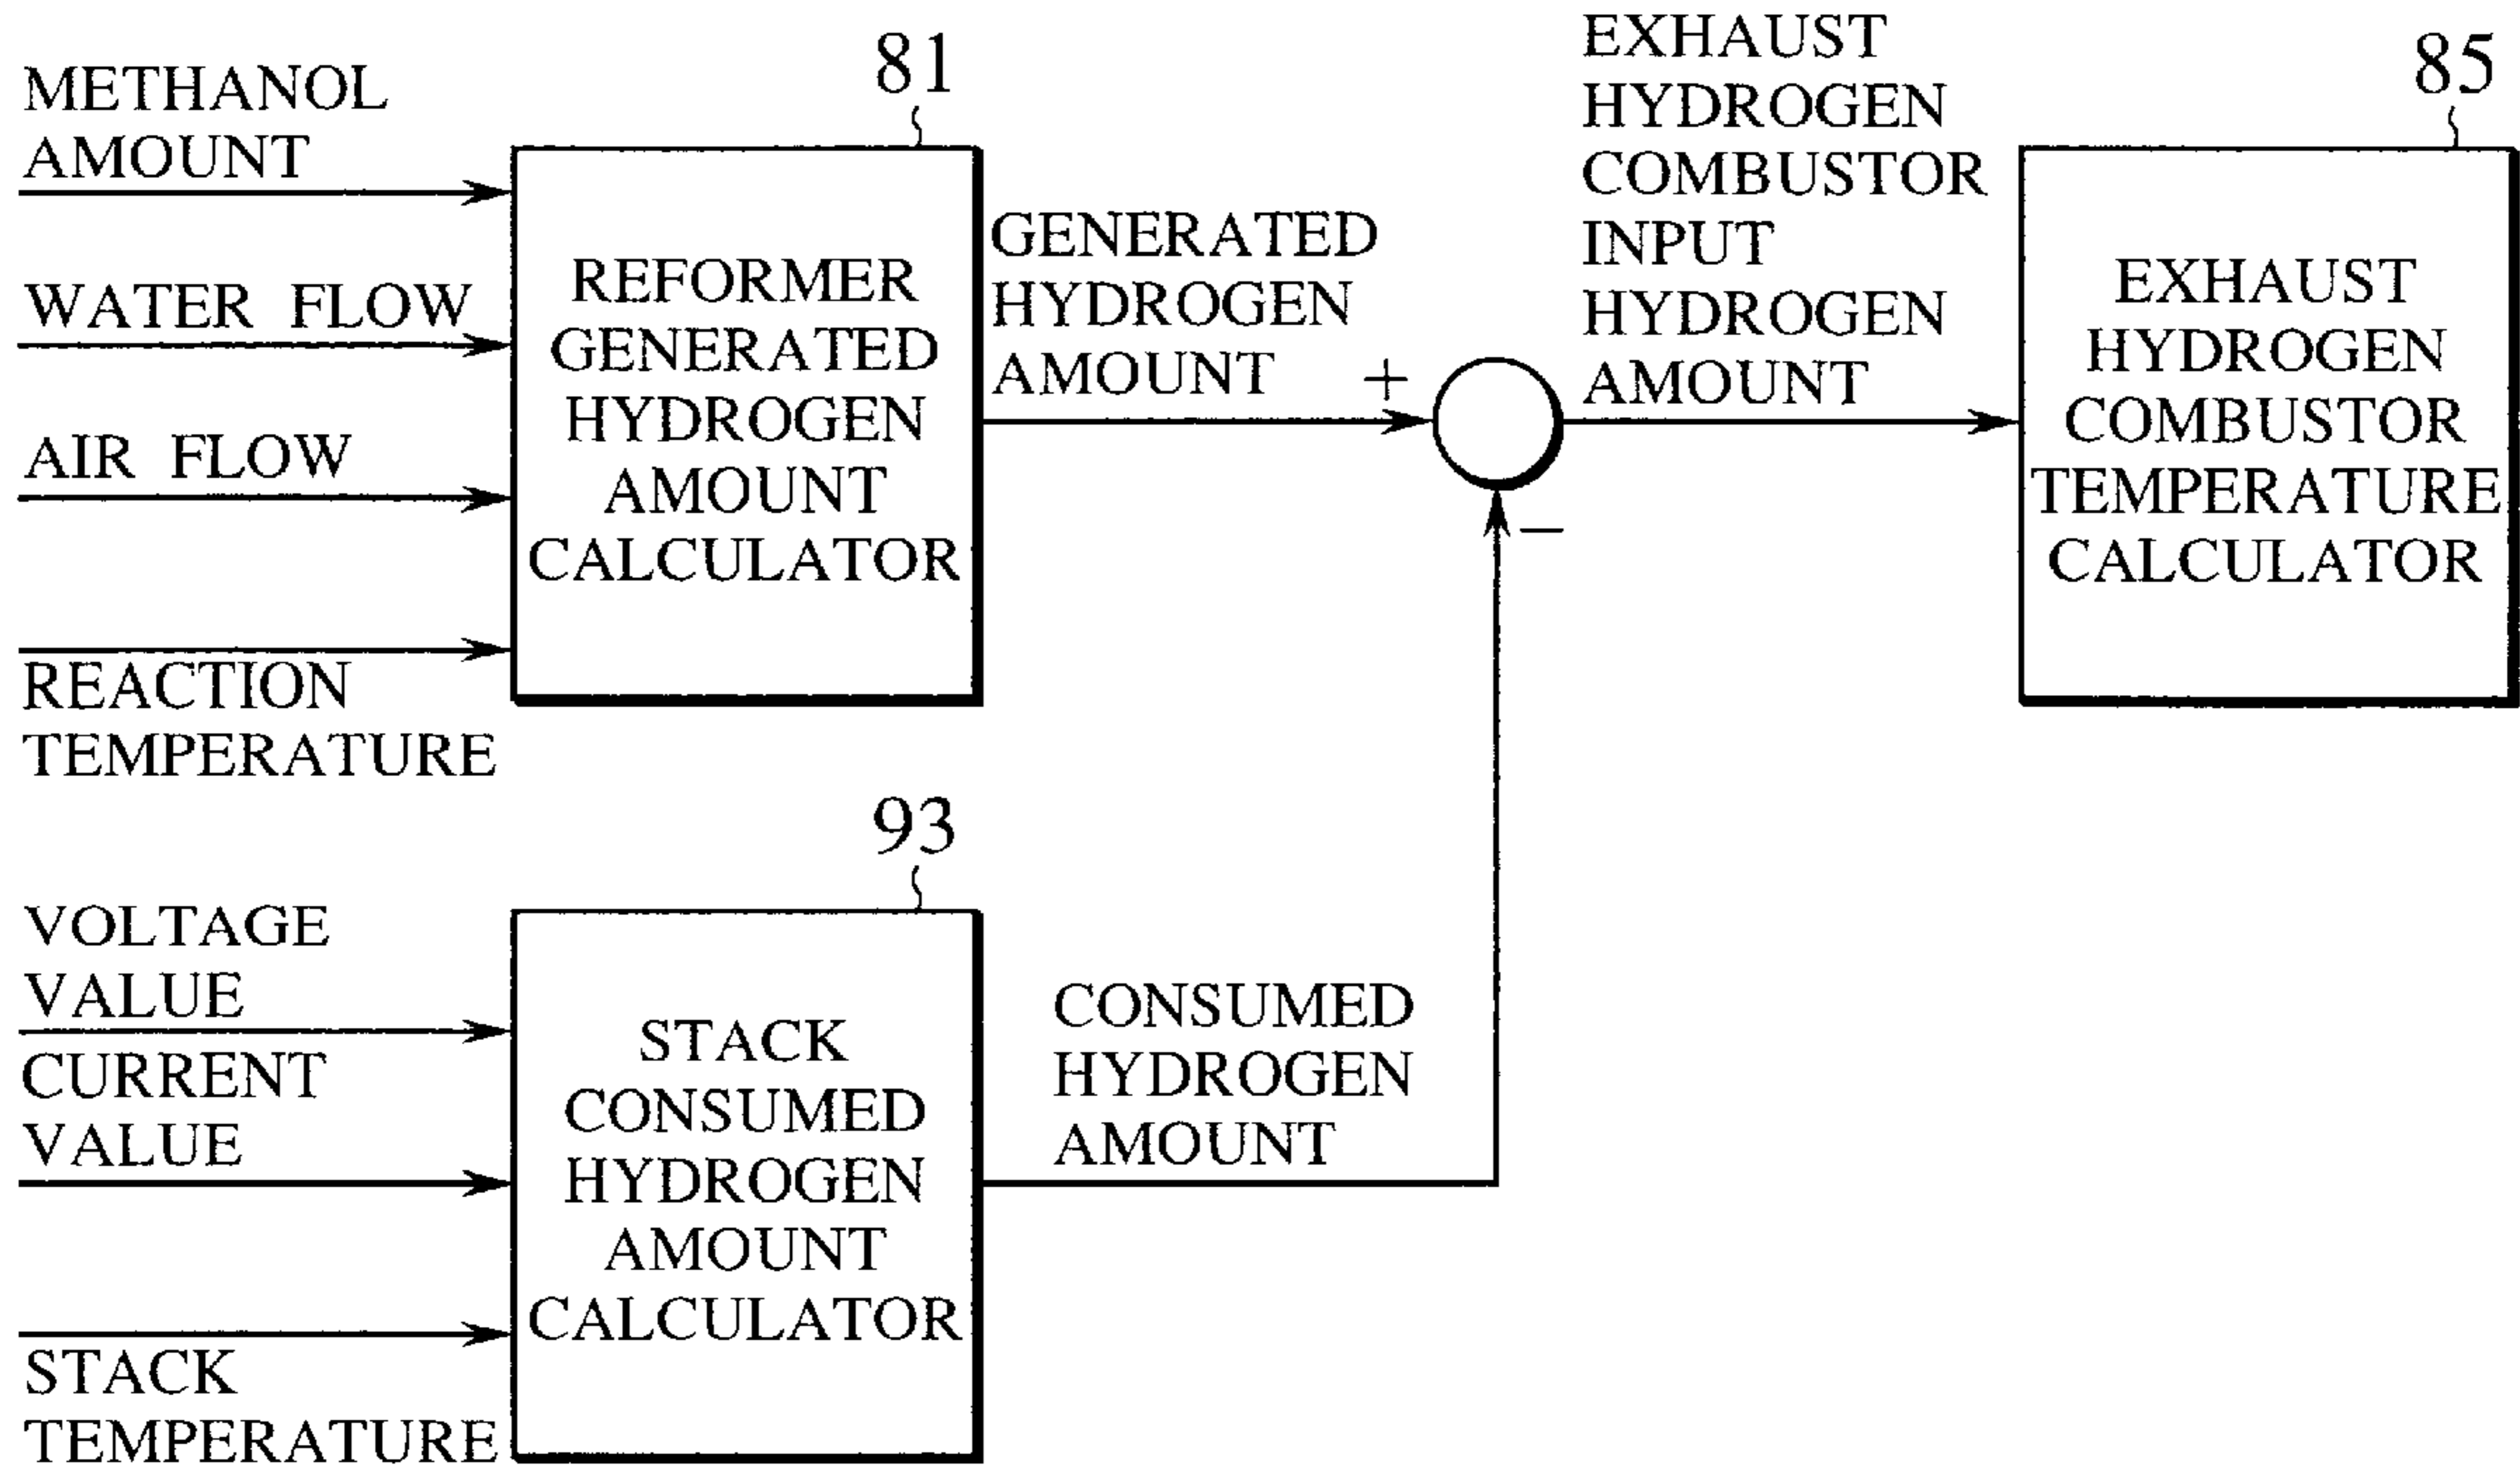 METHANOL
AMOUNT
WATER FLOW
AIR FLOW
REACTION
TEMPERATURE
81
REFORMER
GENERATED
HYDROGEN
AMOUNT
CALCULATOR
GENERATED
HYDROGEN
AMOUNT
+
−
EXHAUST
HYDROGEN
COMBUSTOR
INPUT
HYDROGEN
AMOUNT
85
EXHAUST
HYDROGEN
COMBUSTOR
TEMPERATURE
CALCULATOR
VOLTAGE
VALUE
CURRENT
VALUE
STACK
TEMPERATURE
93
STACK
CONSUMED
HYDROGEN
AMOUNT
CALCULATOR
CONSUMED
HYDROGEN
AMOUNT